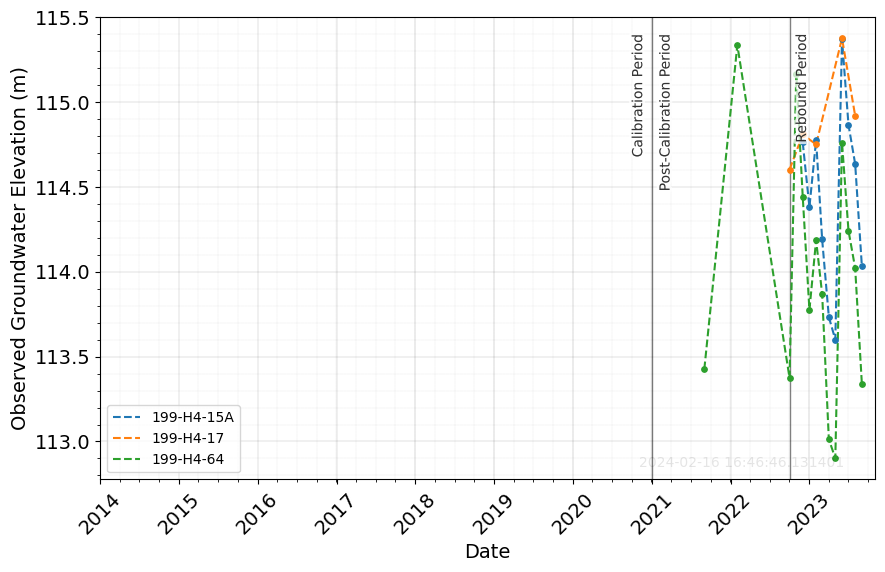 115.5
115.0
114.5
114.0
113.5
113.0
Observed Groundwater Elevation (m)
Calibration Period
Post-Calibration Period
Rebound Period
199-H4-15A
199-H4-17
199-H4-64
2024-02-16 16:46:46.131401
2014
2015
2016
2017
2018
2019
2020
2021
2022
2023
Date